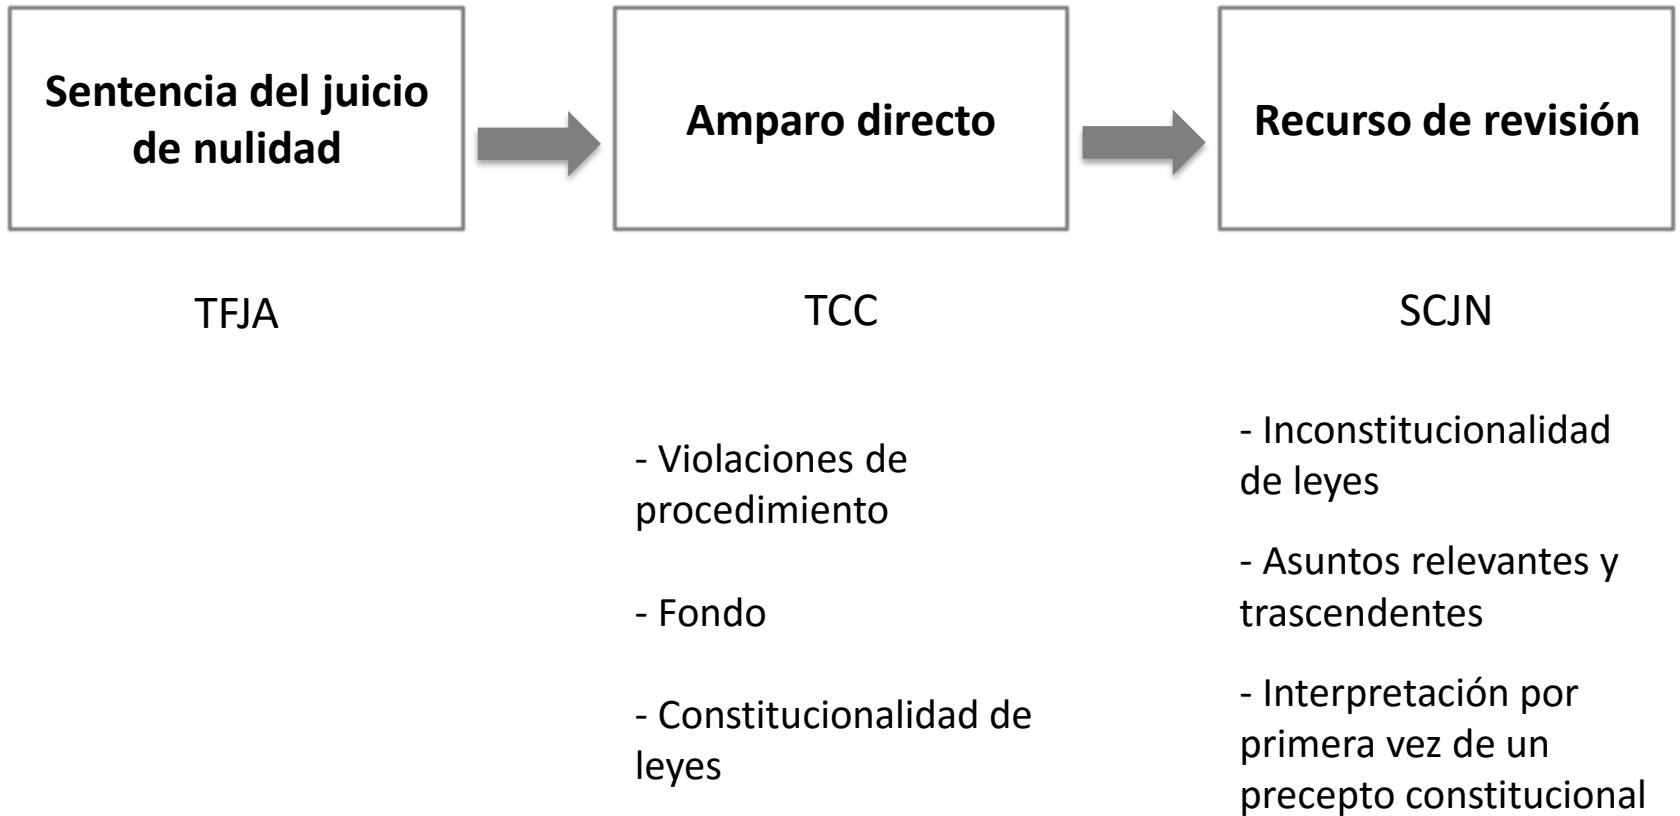 Sentencia del juicio
de nulidad
Amparo directo
Recurso de revisión
TFJA
TCC
SCJN
- Violaciones de
procedimiento
- Fondo
- Constitucionalidad de
leyes
- Inconstitucionalidad
de leyes
- Asuntos relevantes y
trascendentes
- Interpretación por
primera vez de un
precepto constitucional